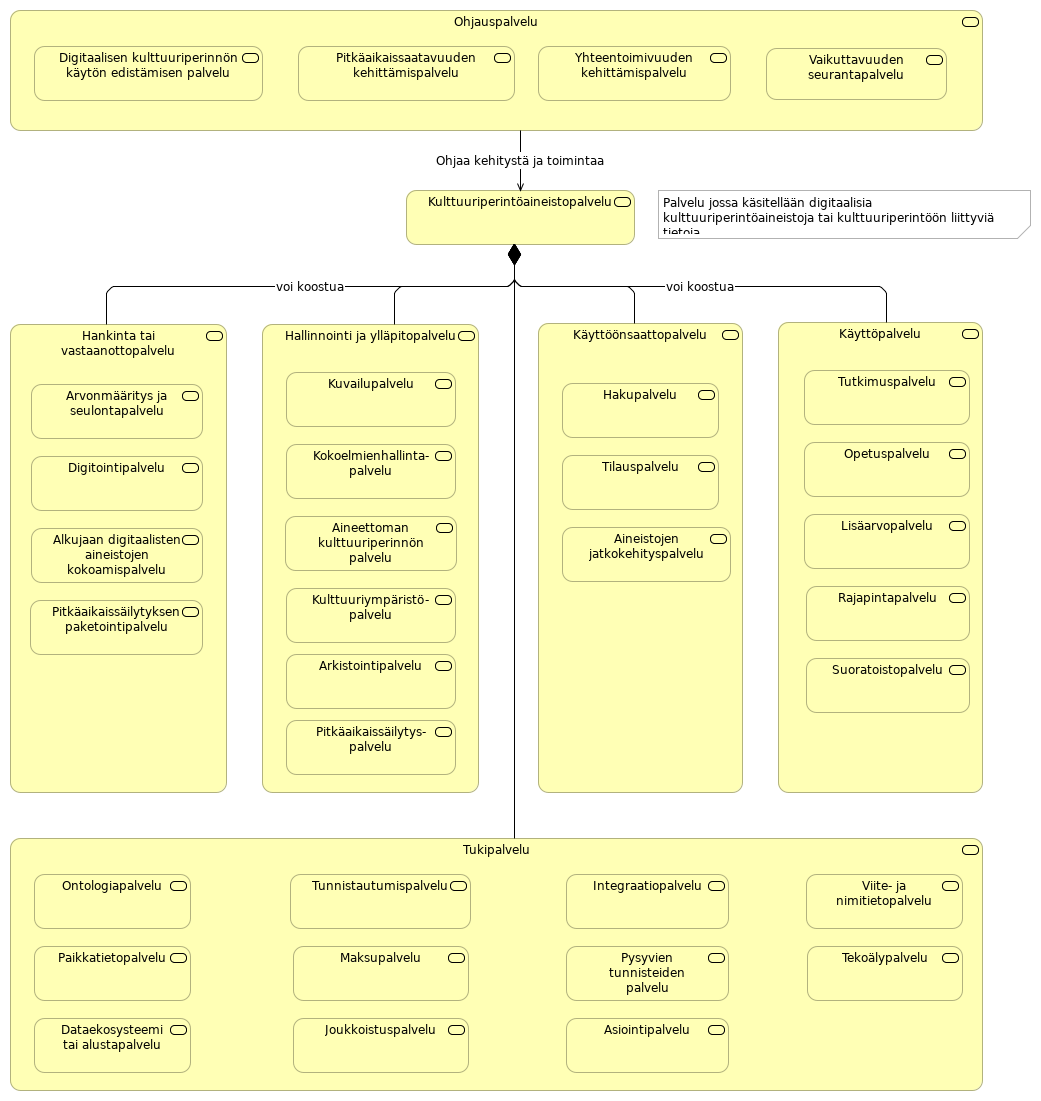 Ohjauspalvelu
Digitaalisen kulttuuriperinnön
käytön edistämisen palvelu
Pitkäaikaissaatavuuden
kehittämispalvelu
Yhteentoimivuuden
kehittämispalvelu
Vaikuttavuuden
seurantapalvelu
Ohjaa kehitystä ja toimintaa
Kulttuuriperintöaineistopalvelu
Palvelu jossa käsitellään digitaalisia
kulttuuriperintöaineistoja tai kulttuuriperintöön liittyviä
tietoja
voi koostua
voi koostua
Hankinta tai
vastaanottopalvelu
Arvonmääritys ja
seulontapalvelu
Digitointipalvelu
Alkujaan digitaalisten
aineistojen
kokoamispalvelu
Pitkäaikaissäilytyksen
paketointipalvelu
Hallinnointi ja ylläpitopalvelu
Kuvailupalvelu
Kokoelmienhallinta-
palvelu
Aineettoman
kulttuuriperinnön
palvelu
Kulttuuriympäristö-
palvelu
Arkistointipalvelu
Pitkäaikaissäilytys-
palvelu
Käyttöönsaattopalvelu
Hakupalvelu
Tilauspalvelu
Aineistojen
jatkokehityspalvelu
Käyttöpalvelu
Tutkimuspalvelu
Opetuspalvelu
Lisäarvopalvelu
Rajapintapalvelu
Suoratoistopalvelu
Tukipalvelu
Ontologiapalvelu
Tunnistautumispalvelu
Integraatiopalvelu
Viite- ja
nimitietopalvelu
Paikkatietopalvelu
Maksupalvelu
Pysyvien
tunnisteiden
palvelu
Tekoälypalvelu
Dataekosysteemi
tai alustapalvelu
Joukkoistuspalvelu
Asiointipalvelu